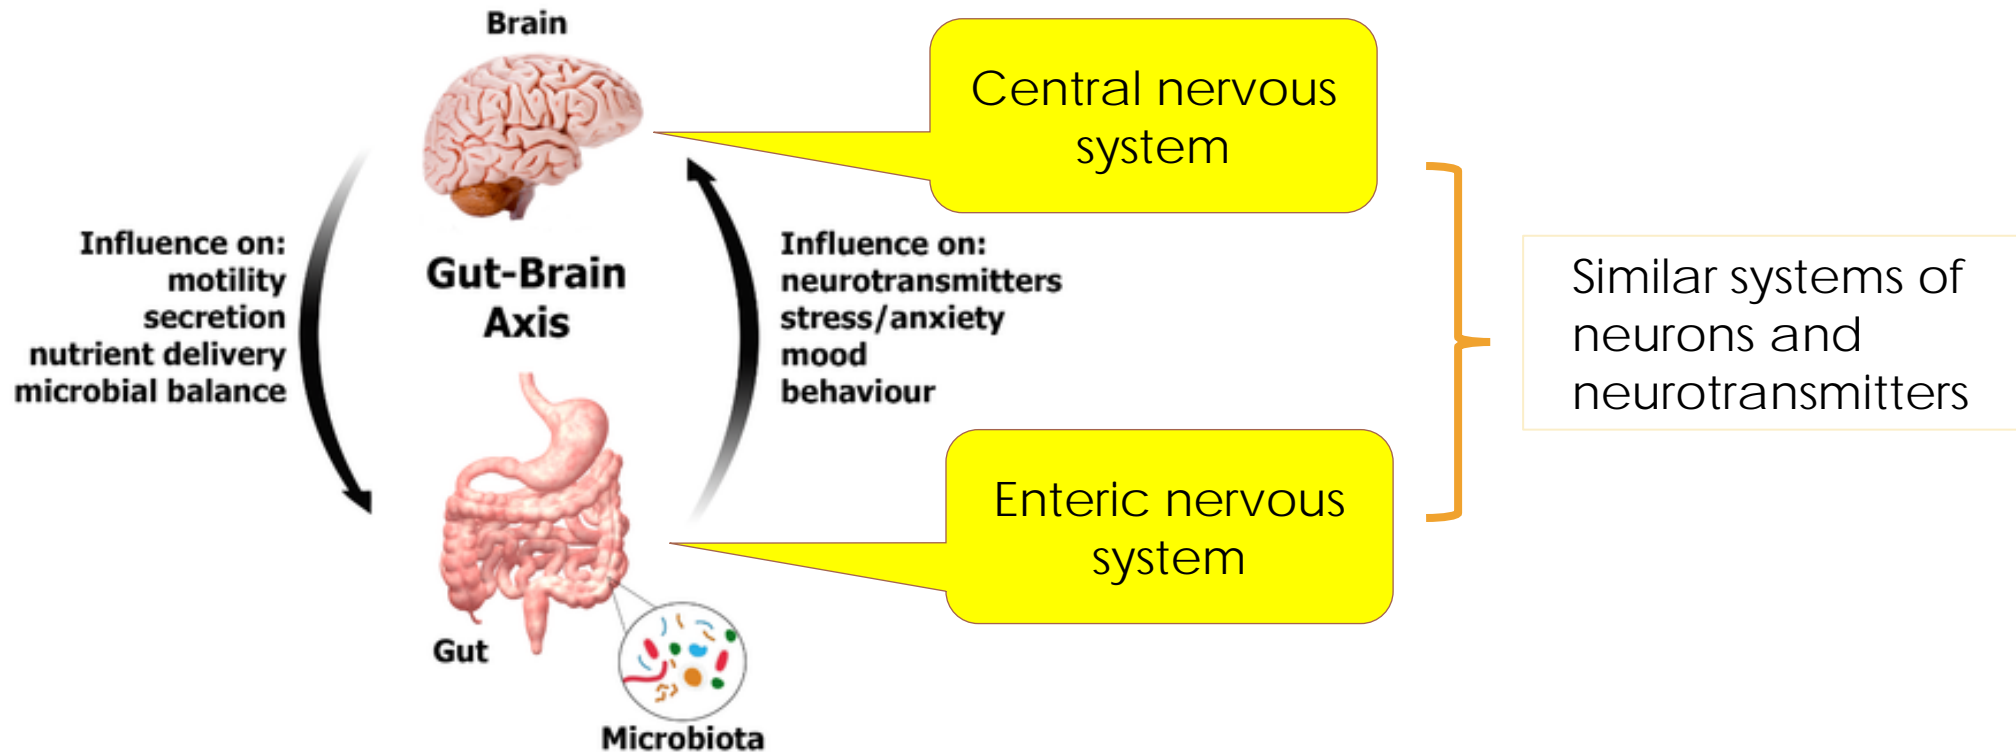 Brain
Central nervous
system
Influence on:
motility
secretion
nutrient delivery
microbial balance
Gut-Brain
Axis
Influence on:
neurotransmitters
stress/anxiety
mood
behaviour
Similar systems of
neurons and
neurotransmitters
Enteric nervous
system
Gut
Microbiota